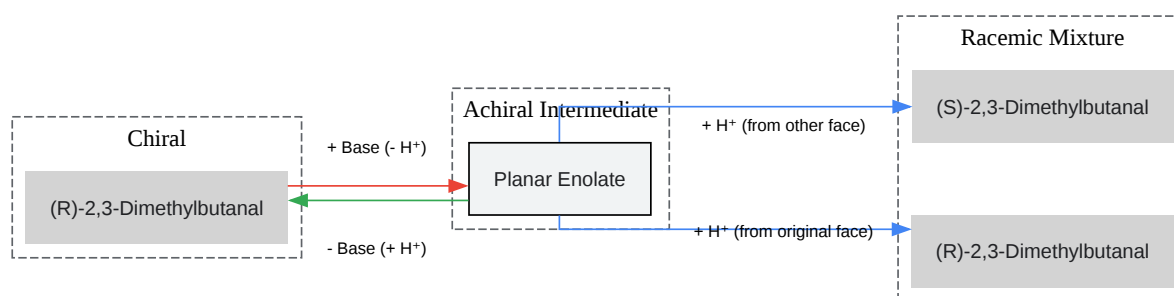 Chiral
(R)-2,3-Dimethylbutanal
+ Base (- H⁺)
- Base (+ H⁺)
Achiral Intermediate
Planar Enolate
+ H⁺ (from other face)
+ H⁺ (from original face)
Racemic Mixture
(S)-2,3-Dimethylbutanal
(R)-2,3-Dimethylbutanal